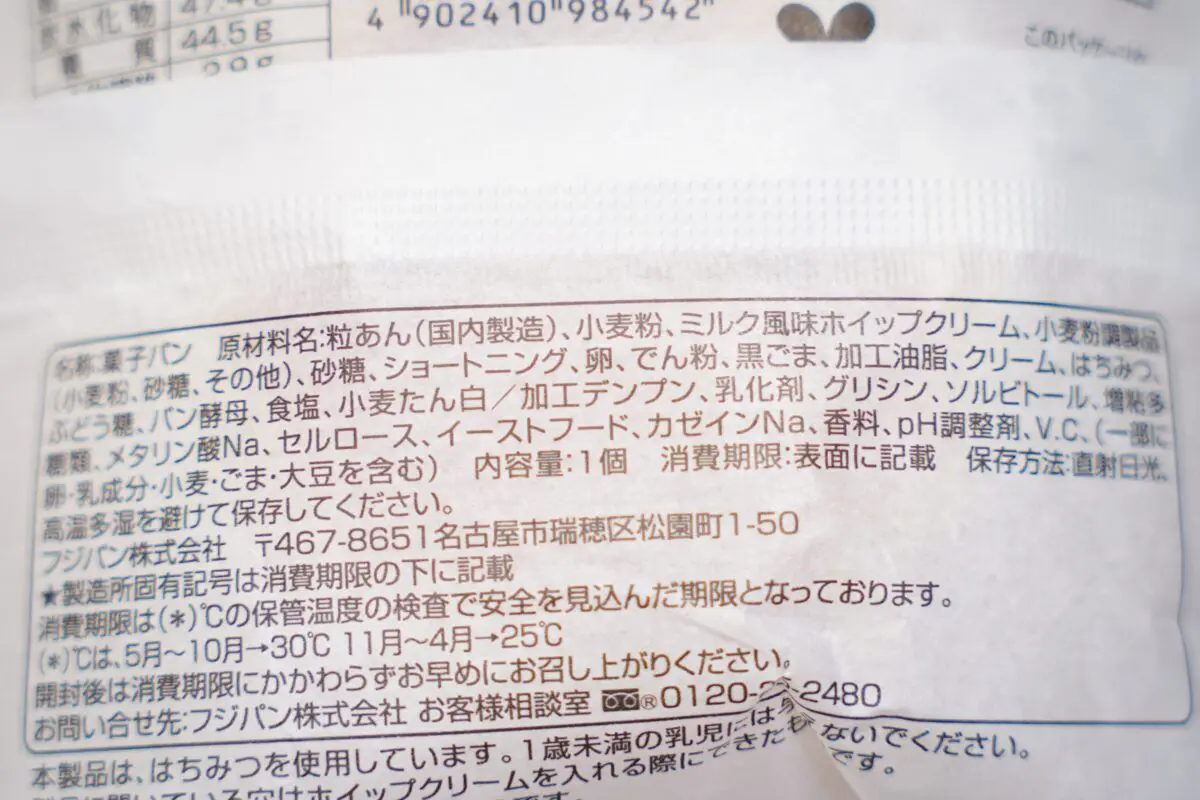 炭水化物 47.4g
糖質 44.5g
4 902410 984542
このパッケ
名称:菓子パン 原材料名:粒あん(国内製造)、小麦粉、ミルク風味ホイップクリーム、小麦粉調製品
(小麦粉、砂糖、その他)、砂糖、ショートニング、卵、でん粉、黒ごま、加工油脂、クリーム、はちみつ、
ぶどう糖、パン酵母、食塩、小麦たん白/加工デンプン、乳化剤、グリシン、ソルビトール、増粘多
糖類、メタリン酸Na、セルロース、イーストフード、カゼインNa、香料、pH調整剤、V.C、(一部に
卵・乳成分・小麦・ごま・大豆を含む) 内容量:1個 消費期限:表面に記載 保存方法:直射日光、
高温多湿を避けて保存してください。
フジパン株式会社 〒467-8651名古屋市瑞穂区松園町1-50
★製造所固有記号は消費期限の下に記載
消費期限は(*)℃の保管温度の検査で安全を見込んだ期限となっております。
(*)℃は、5月~10月→30℃ 11月~4月→25℃
開封後は消費期限にかかわらずお早めにお召し上がりください。
お問い合せ先:フジパン株式会社 お客様相談室 ®0120- -2480
本製品は、はちみつを使用しています。1歳未満の乳児には ないでください。
ホイップクリームを入れる際にできた です。